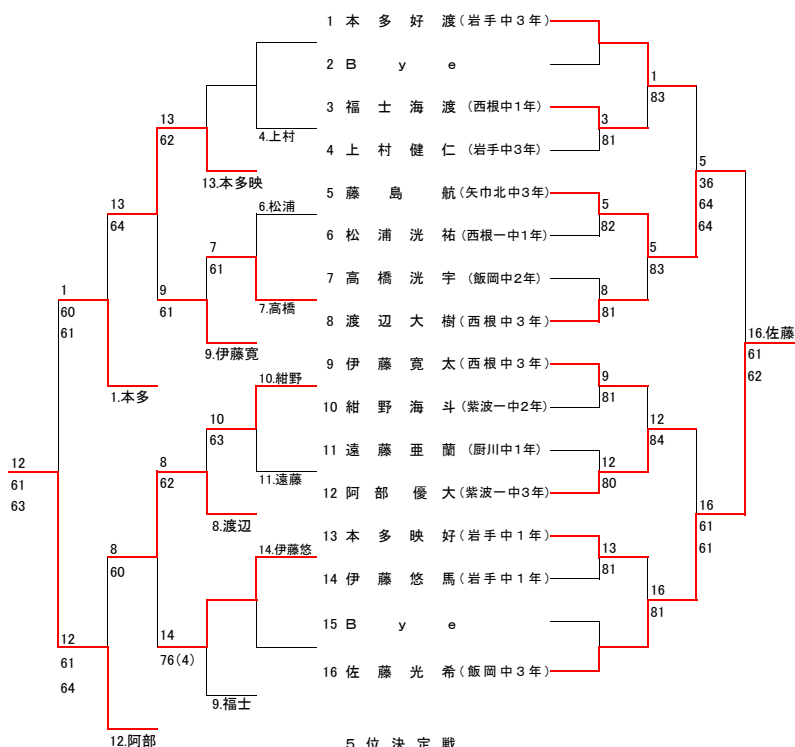 1 本多好渡 (岩手中3年)
2 Bye
3 福士海渡 (西根中1年)
4 上村健仁 (岩手中3年)
5 藤島航 (矢巾北中3年)
6 松浦洸祐 (西根一中1年)
7 高橋洸宇 (飯岡中2年)
8 渡辺大樹 (西根中3年)
9 伊藤寛太 (西根中3年)
10 紺野海斗 (紫波一中2年)
11 遠藤亜蘭 (厨川中1年)
12 阿部優大 (紫波一中3年)
13 本多映好 (岩手中1年)
14 伊藤悠馬 (岩手中1年)
15 Bye
16 佐藤光希 (飯岡中3年)
3
81
5
82
8
81
9
81
12
80
13
81
1
83
5
83
12
84
16
81
5
36
64
64
16
61
61
16.佐藤
61
62
4.上村
13.本多映
6.松浦
7.高橋
9.伊藤寛
1.本多
10.紺野
11.遠藤
8.渡辺
14.伊藤悠
9.福士
12.阿部
13
62
7
61
10
63
13
64
9
61
8
62
14
76(4)
1
60
61
8
60
12
61
64
12
61
63
5位決定戦